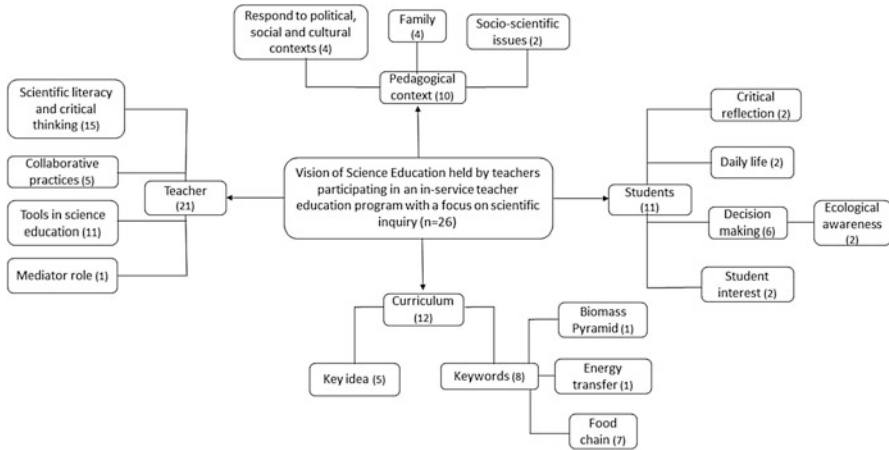 Respond to political,
social and cultural
contexts (4)
Family
(4)
Socio-scientific
issues (2)
Pedagogical
context (10)
Scientific literacy
and critical
thinking (15)
Collaborative
practices (5)
Tools in science
education (11)
Mediator role (1)
Teacher
(21)
Vision of Science Education held by teachers
participating in an in-service teacher
education program with a focus on scientific
inquiry (n=26)
Students
(11)
Critical
reflection (2)
Daily life (2)
Decision
making (6)
Ecological
awareness
(2)
Student
interest (2)
Curriculum
(12)
Key idea (5)
Keywords (8)
Biomass
Pyramid (1)
Energy
transfer (1)
Food
chain (7)